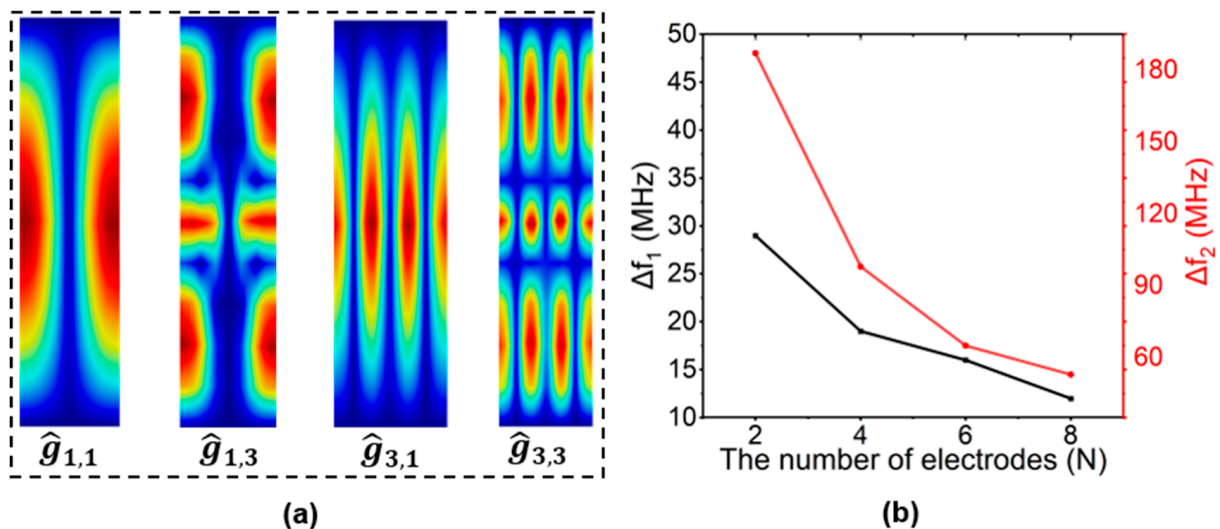 ĝ1,1
ĝ1,3
ĝ3,1
ĝ3,3
(a)
50
45
40
35
30
25
20
15
10
Δf1 (MHz)
2
4
6
8
The number of electrodes (N)
180
150
120
90
60
Δf2 (MHz)
(b)